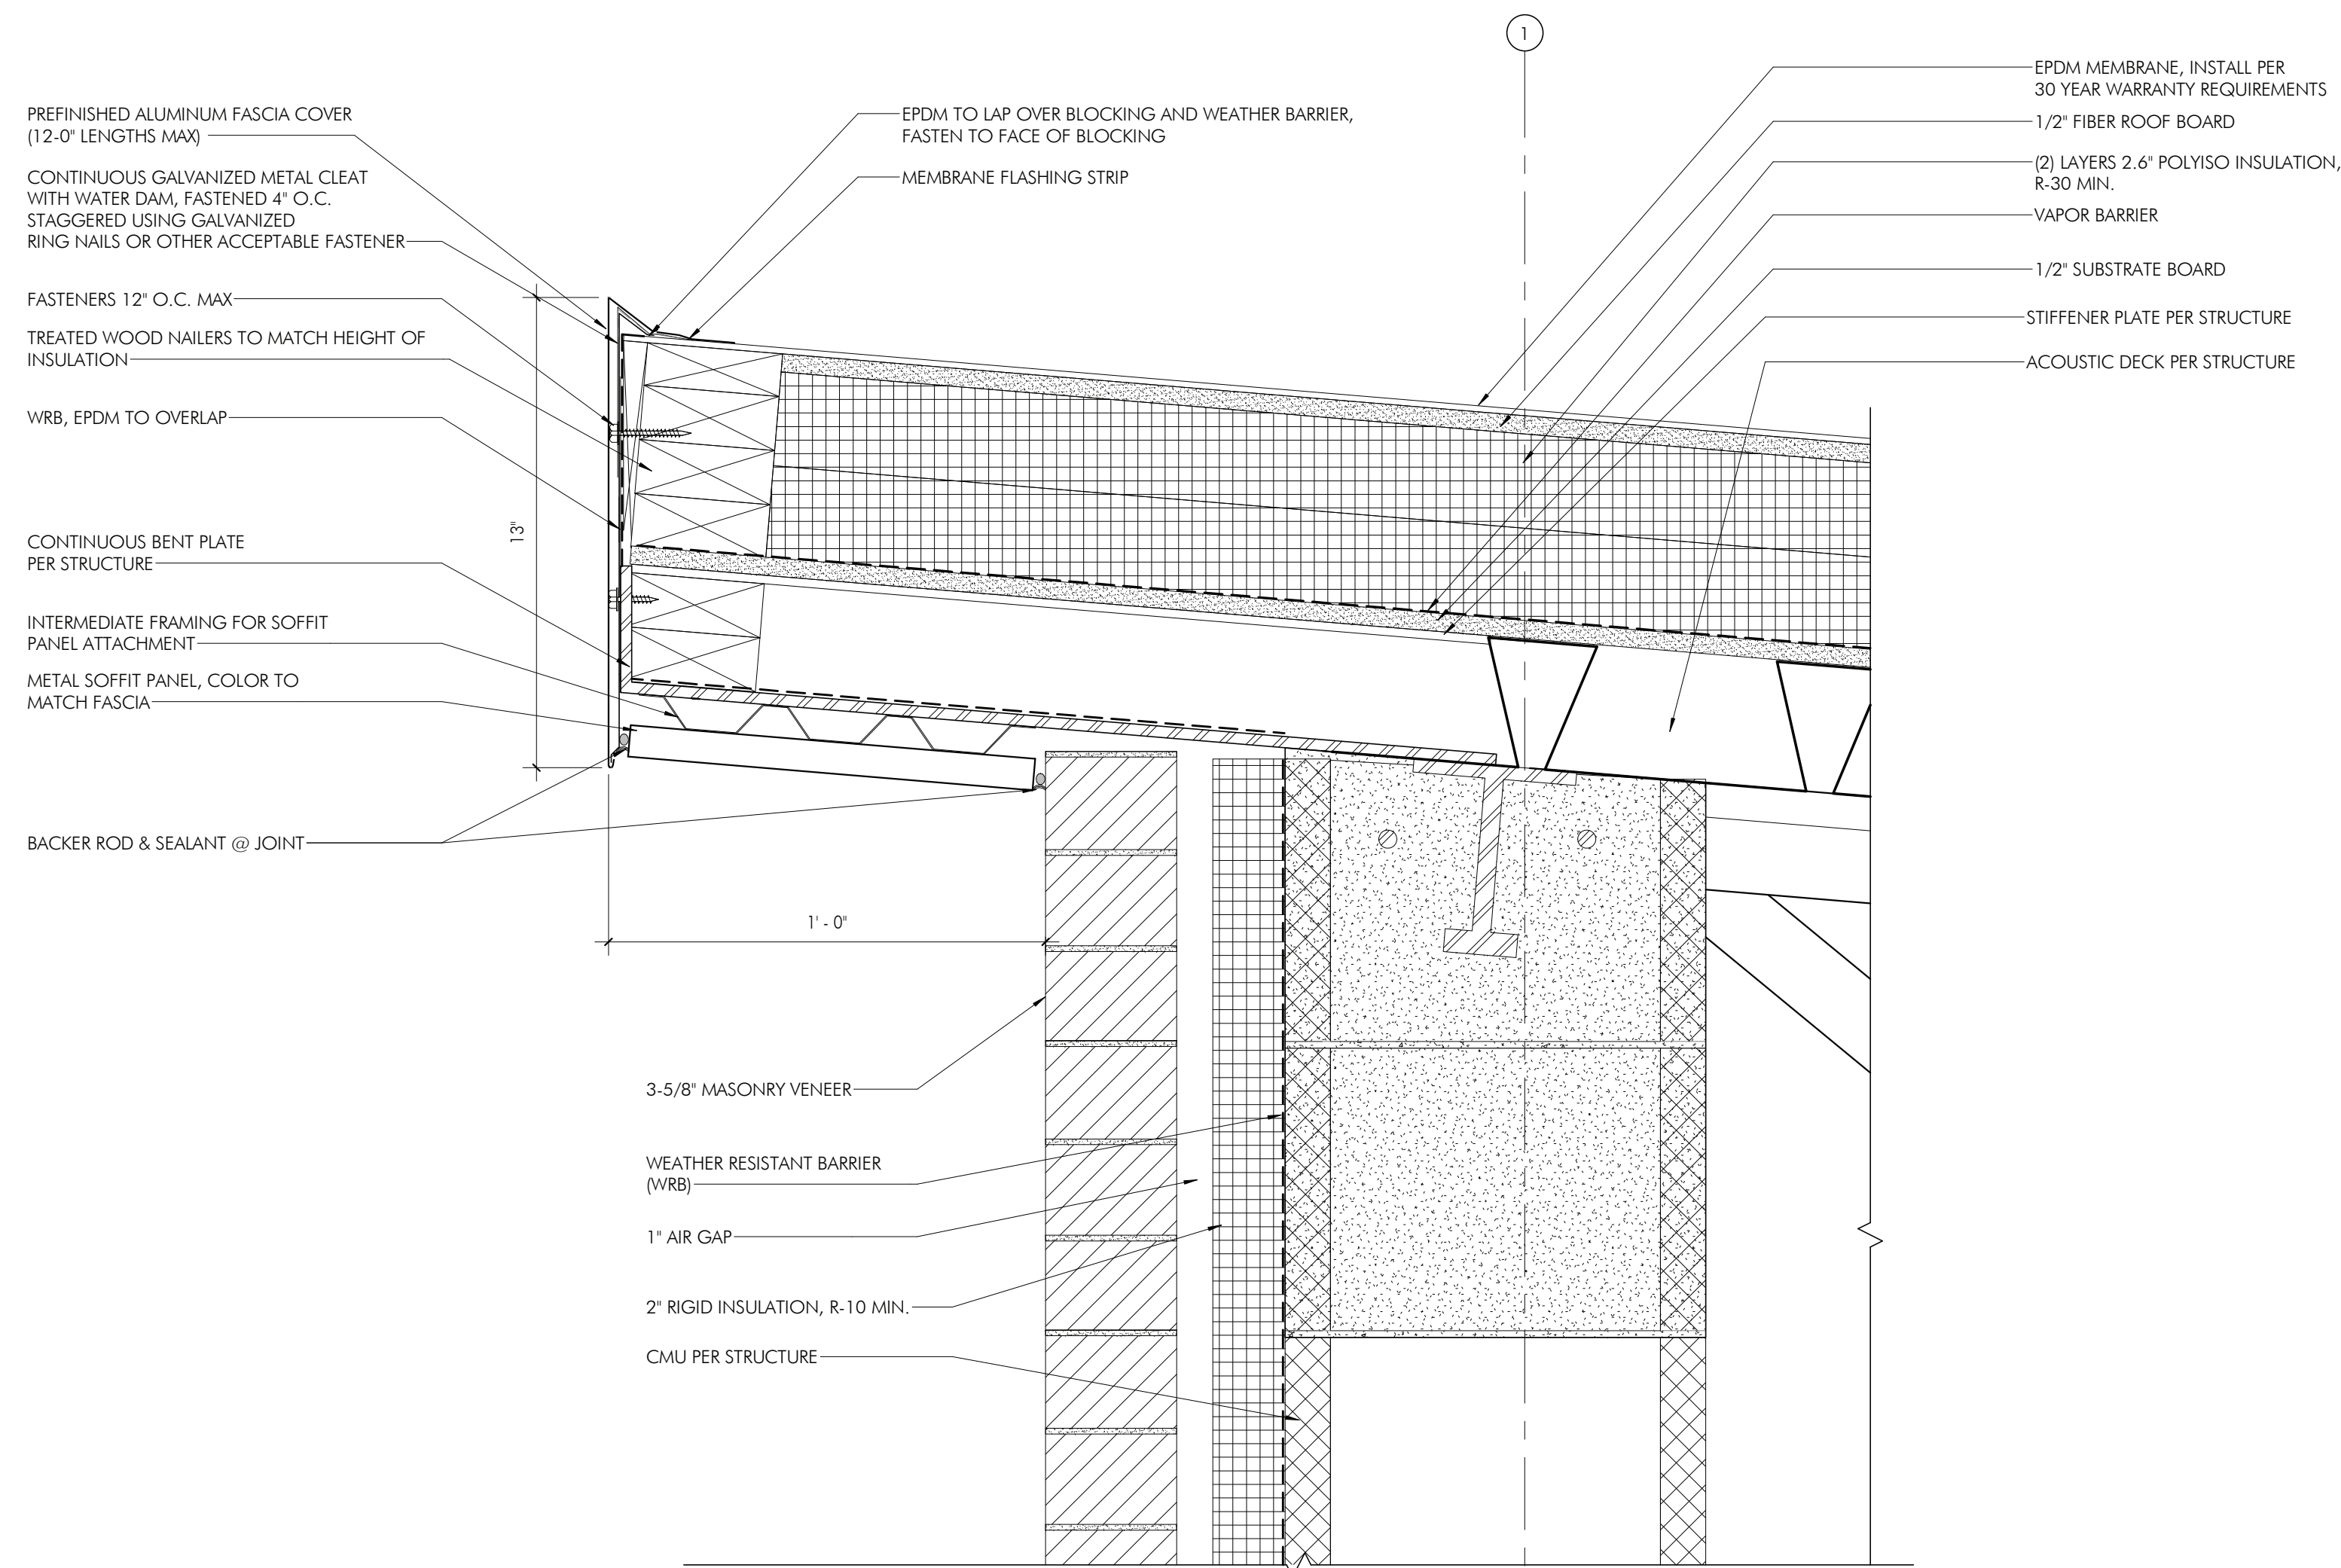 1
PREFINISHED ALUMINUM FASCIA COVER
(12-0" LENGTHS MAX)
CONTINUOUS GALVANIZED METAL CLEAT
WITH WATER DAM, FASTENED 4" O.C.
STAGGERED USING GALVANIZED
RING NAILS OR OTHER ACCEPTABLE FASTENER
FASTENERS 12" O.C. MAX
TREATED WOOD NAILERS TO MATCH HEIGHT OF
INSULATION
WRB, EPDM TO OVERLAP
CONTINUOUS BENT PLATE
PER STRUCTURE
INTERMEDIATE FRAMING FOR SOFFIT
PANEL ATTACHMENT
METAL SOFFIT PANEL, COLOR TO
MATCH FASCIA
BACKER ROD & SEALANT @ JOINT
EPDM TO LAP OVER BLOCKING AND WEATHER BARRIER,
FASTEN TO FACE OF BLOCKING
MEMBRANE FLASHING STRIP
13"
1' - 0"
3-5/8" MASONRY VENEER
WEATHER RESISTANT BARRIER
(WRB)
1" AIR GAP
2" RIGID INSULATION, R-10 MIN.
CMU PER STRUCTURE
EPDM MEMBRANE, INSTALL PER
30 YEAR WARRANTY REQUIREMENTS
1/2" FIBER ROOF BOARD
(2) LAYERS 2.6" POLYISO INSULATION,
R-30 MIN.
VAPOR BARRIER
1/2" SUBSTRATE BOARD
STIFFENER PLATE PER STRUCTURE
ACOUSTIC DECK PER STRUCTURE